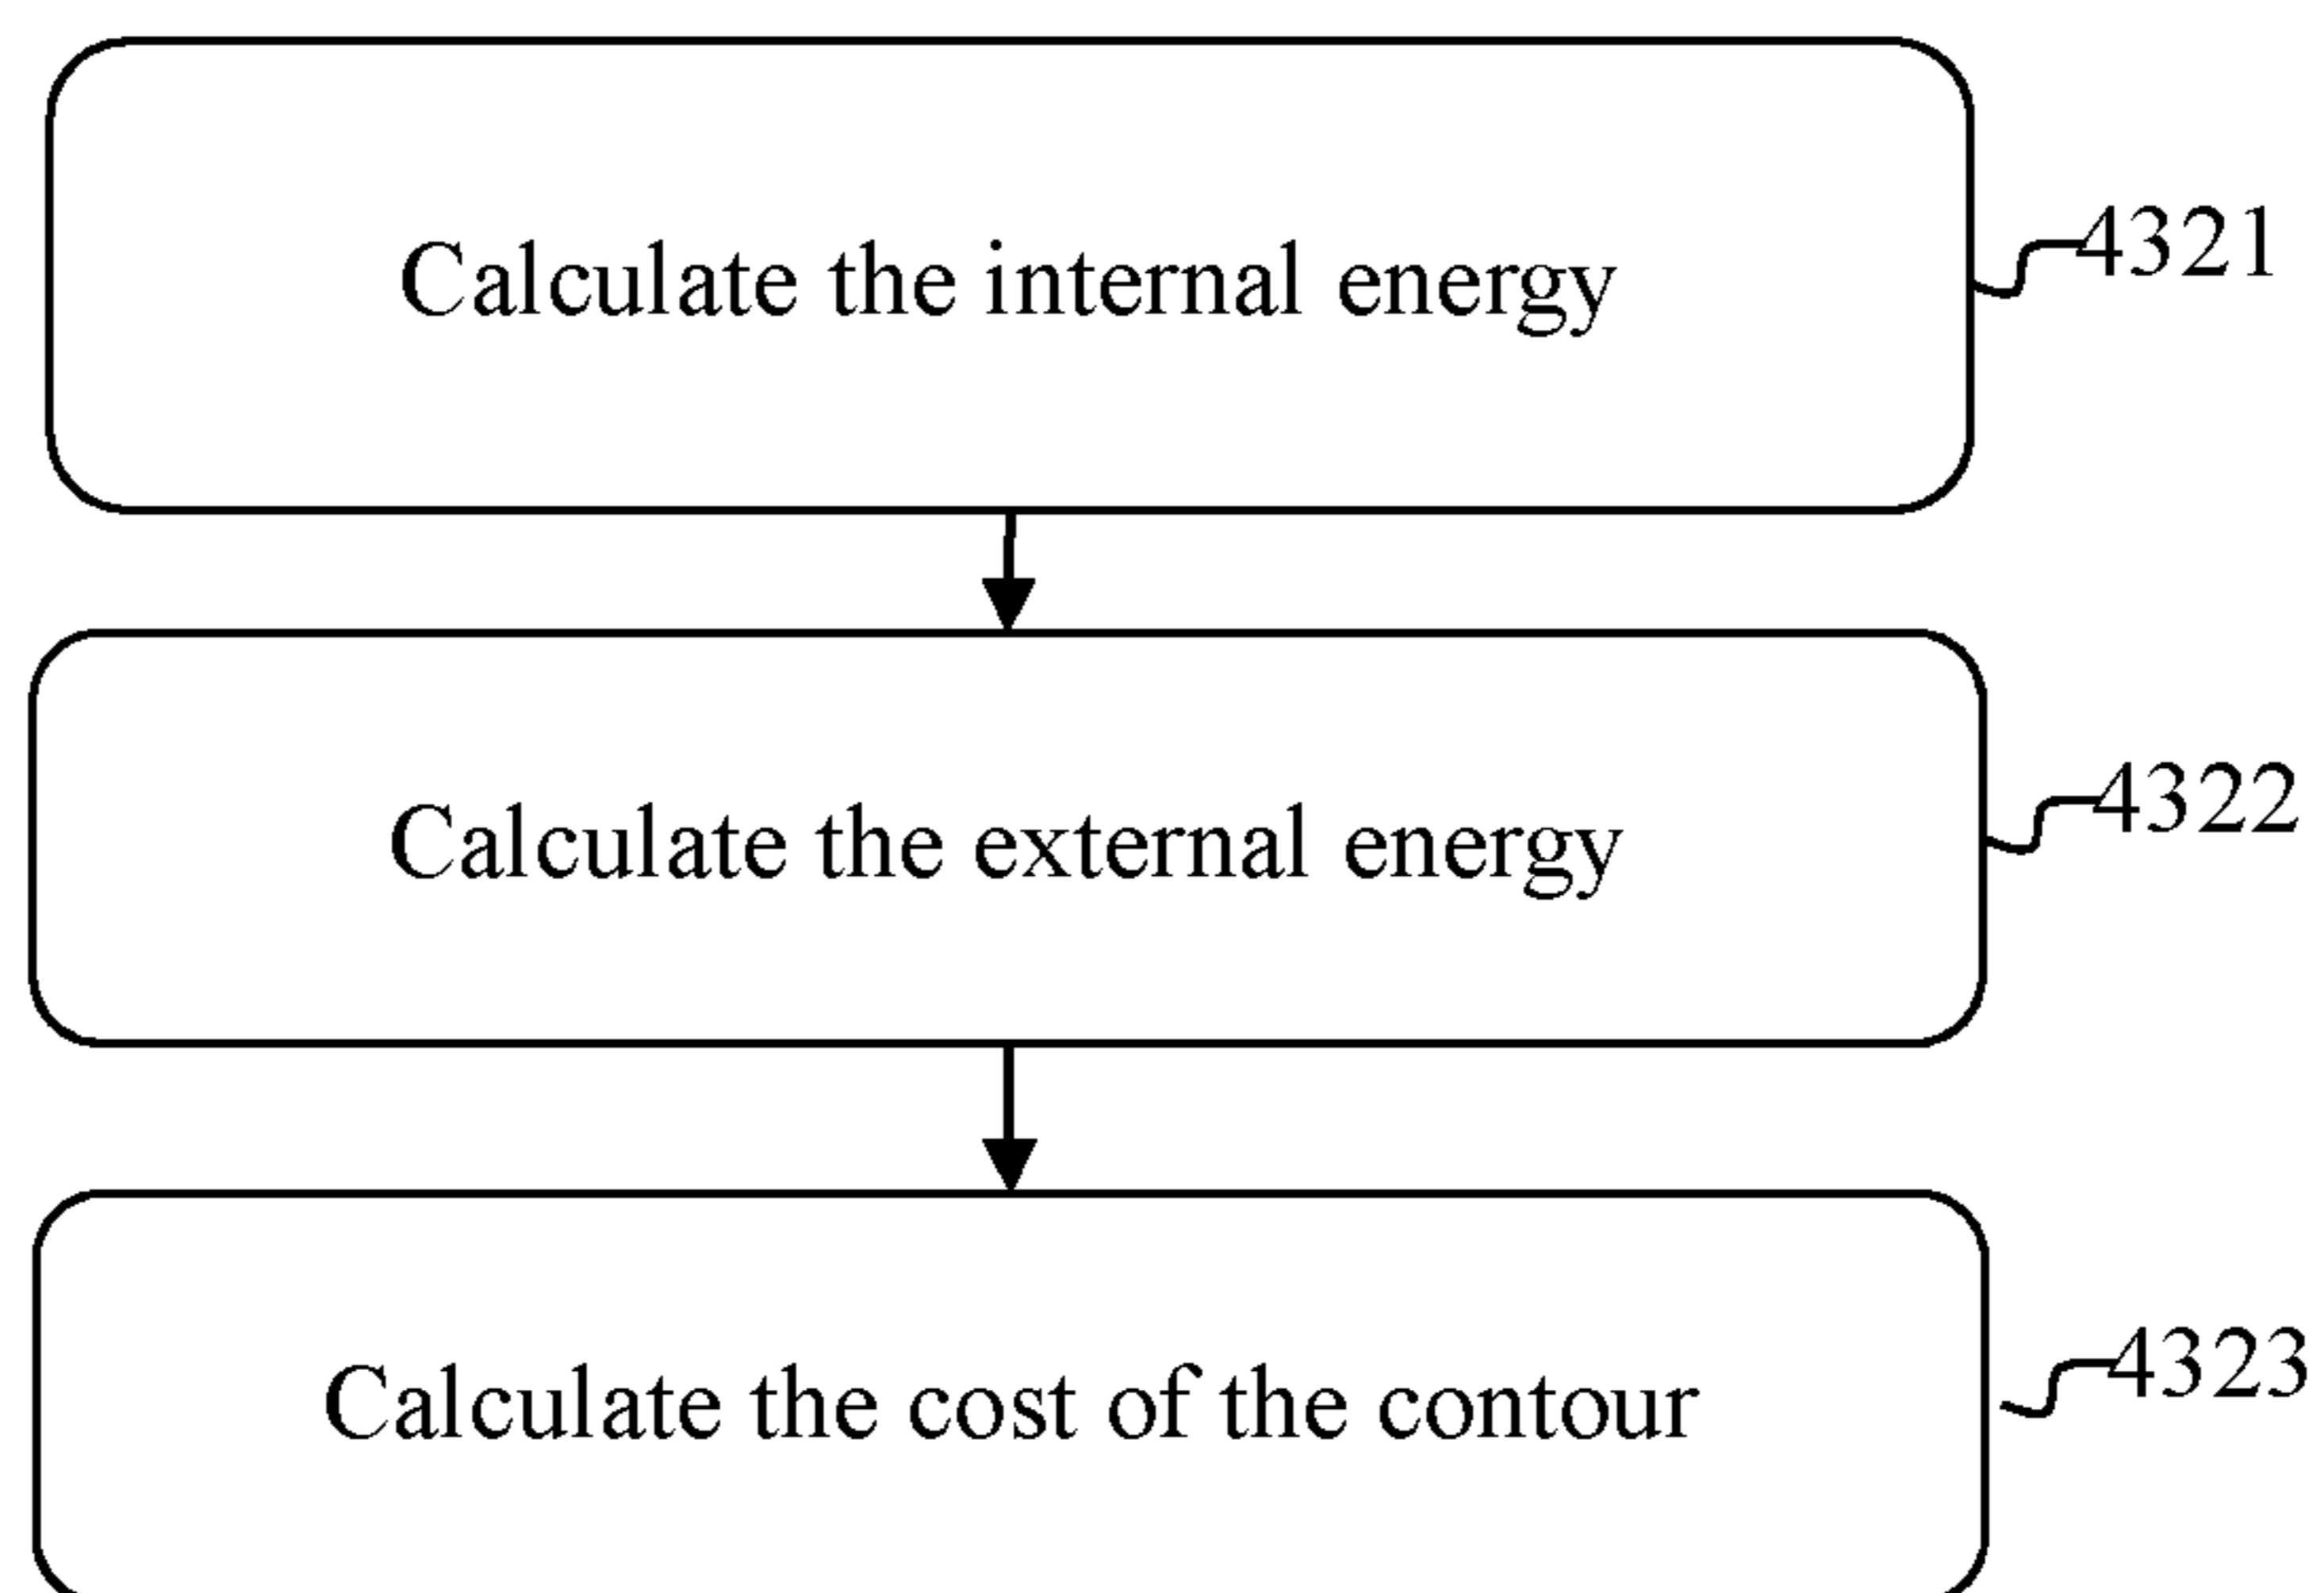 Calculate the internal energy
4321
Calculate the external energy
4322
Calculate the cost of the contour
4323